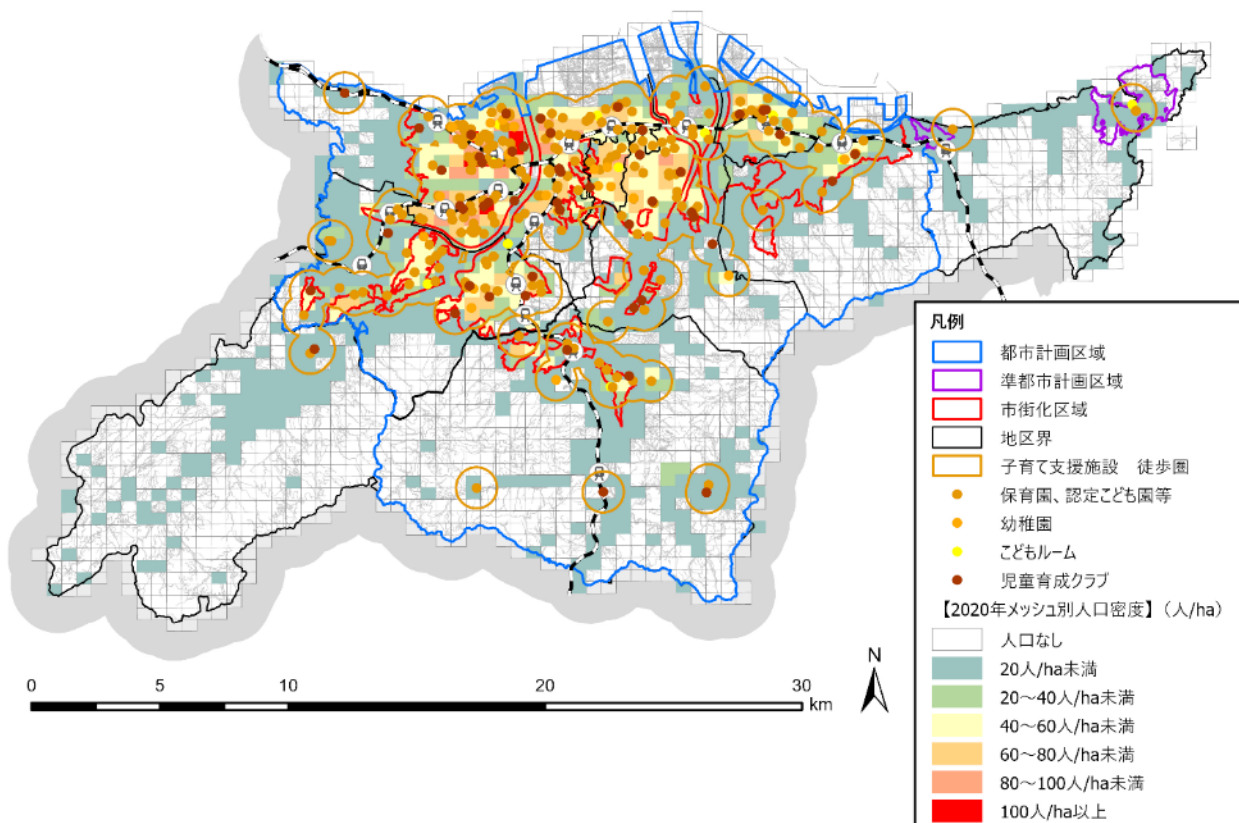 凡例
都市計画区域
準都市計画区域
市街化区域
地区界
子育て支援施設 徒歩圏
保育園、認定こども園等
幼稚園
こどもルーム
児童育成クラブ
【2020年メッシュ別人口密度】（人/ha）
人口なし
20人/ha未満
20～40人/ha未満
40～60人/ha未満
60～80人/ha未満
80～100人/ha未満
100人/ha以上
N
0 5 10 20 30
km